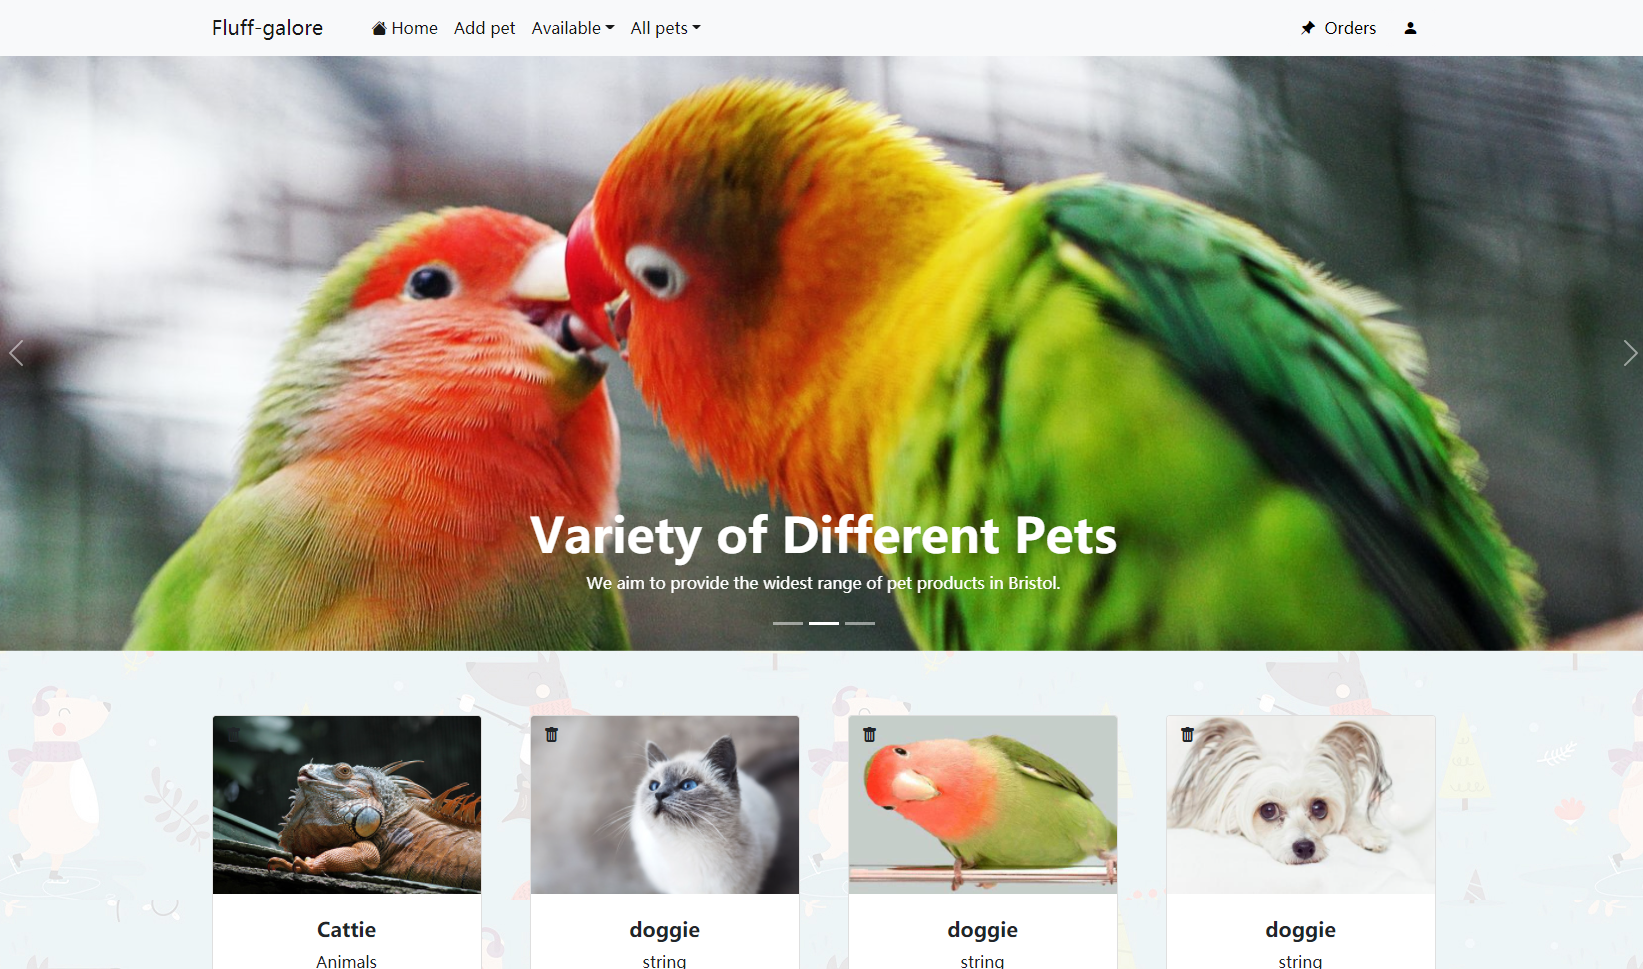 Fluff-galore Home Add pet Available All pets Orders
Variety of Different Pets
We aim to provide the widest range of pet products in Bristol.
Cattie doggie doggie doggie
Animals string string string